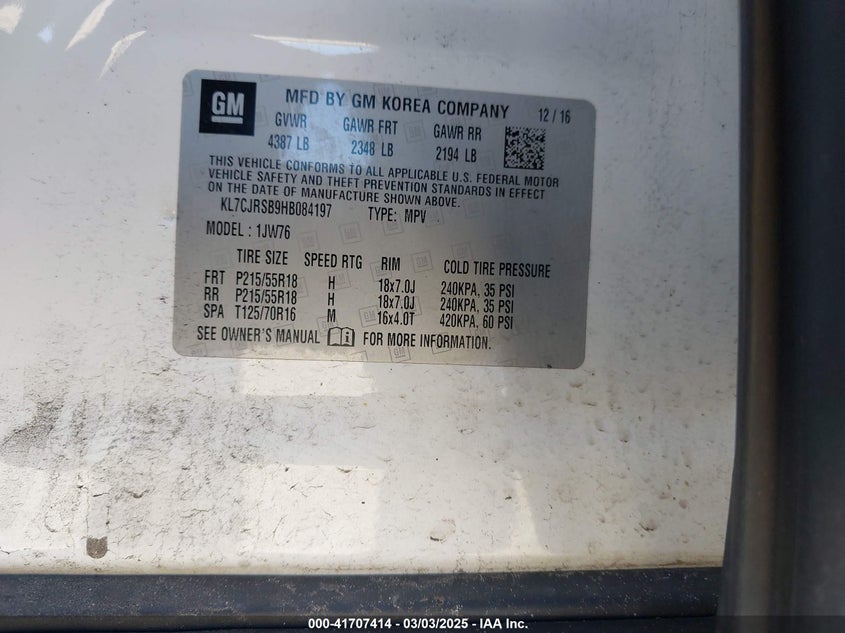 GM
MFD BY GM KOREA COMPANY 12 / 16
GVWR GAWR FRT GAWR RR
4387 LB 2348 LB 2194 LB
THIS VEHICLE CONFORMS TO ALL APPLICABLE U.S. FEDERAL MOTOR
VEHICLE SAFETY AND THEFT PREVENTION STANDARDS IN EFFECT
ON THE DATE OF MANUFACTURE SHOWN ABOVE.
KL7CJRSB9HB084197 TYPE: MPV
MODEL : 1JW76
TIRE SIZE SPEED RTG RIM COLD TIRE PRESSURE
FRT P215/55R18 H 18x7.0J 240KPA, 35 PSI
RR P215/55R18 H 18x7.0J 240KPA, 35 PSI
SPA T125/70R16 M 16x4.0T 420KPA, 60 PSI
SEE OWNER'S MANUAL FOR MORE INFORMATION.
000-41707414 - 03/03/2025 - IAA Inc.